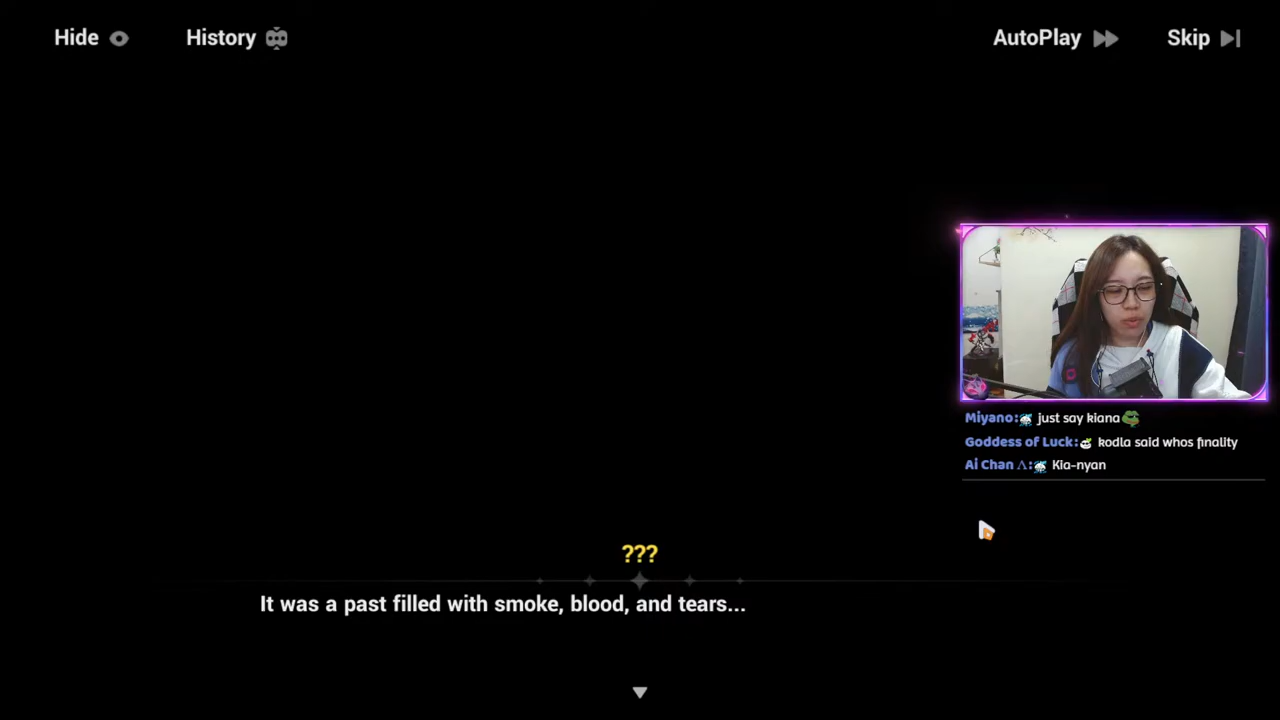 Hide
History
AutoPlay
Skip
Miyano: just say kiana
Goddess of Luck: kodla said whos finality
Ai Chan Λ: Kia-nyan
???
It was a past filled with smoke, blood, and tears...